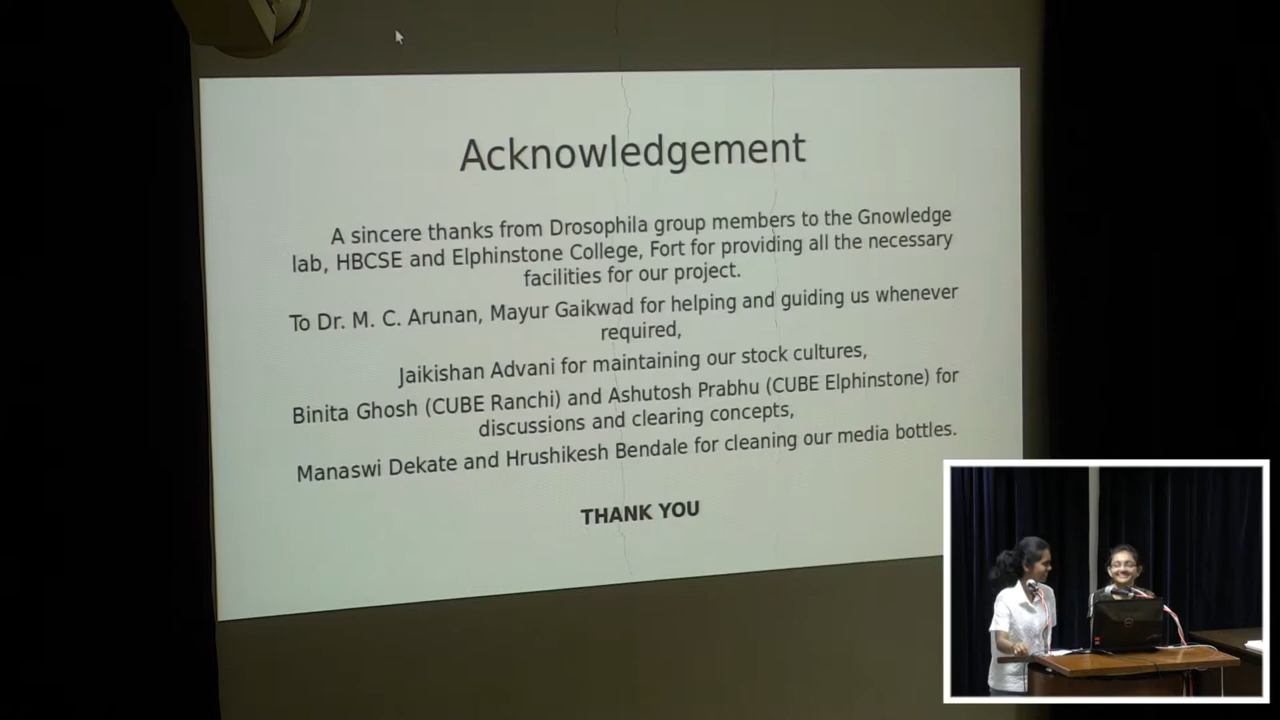 Acknowledgement
A sincere thanks from Drosophila group members to the Gnowledge
lab, HBCSE and Elphinstone College, Fort for providing all the necessary
facilities for our project.
To Dr. M. C. Arunan, Mayur Gaikwad for helping and guiding us whenever
required,
Jaikishan Advani for maintaining our stock cultures,
Binita Ghosh (CUBE Ranchi) and Ashutosh Prabhu (CUBE Elphinstone) for
discussions and clearing concepts,
Manaswi Dekate and Hrushikesh Bendale for cleaning our media bottles.
THANK YOU